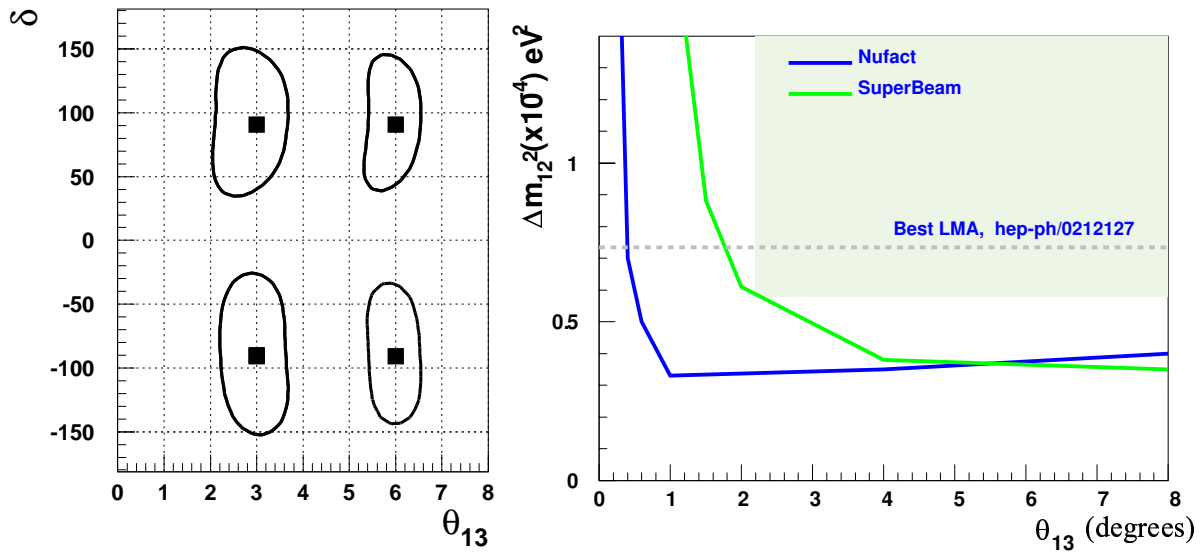 δ
150
100
50
0
-50
-100
-150
0 1 2 3 4 5 6 7 8
θ13
Δm12²(x10⁻⁴) eV²
1
0.5
0
Nufact
SuperBeam
Best LMA, hep-ph/0212127
0 1 2 3 4 5 6 7 8
θ13 (degrees)